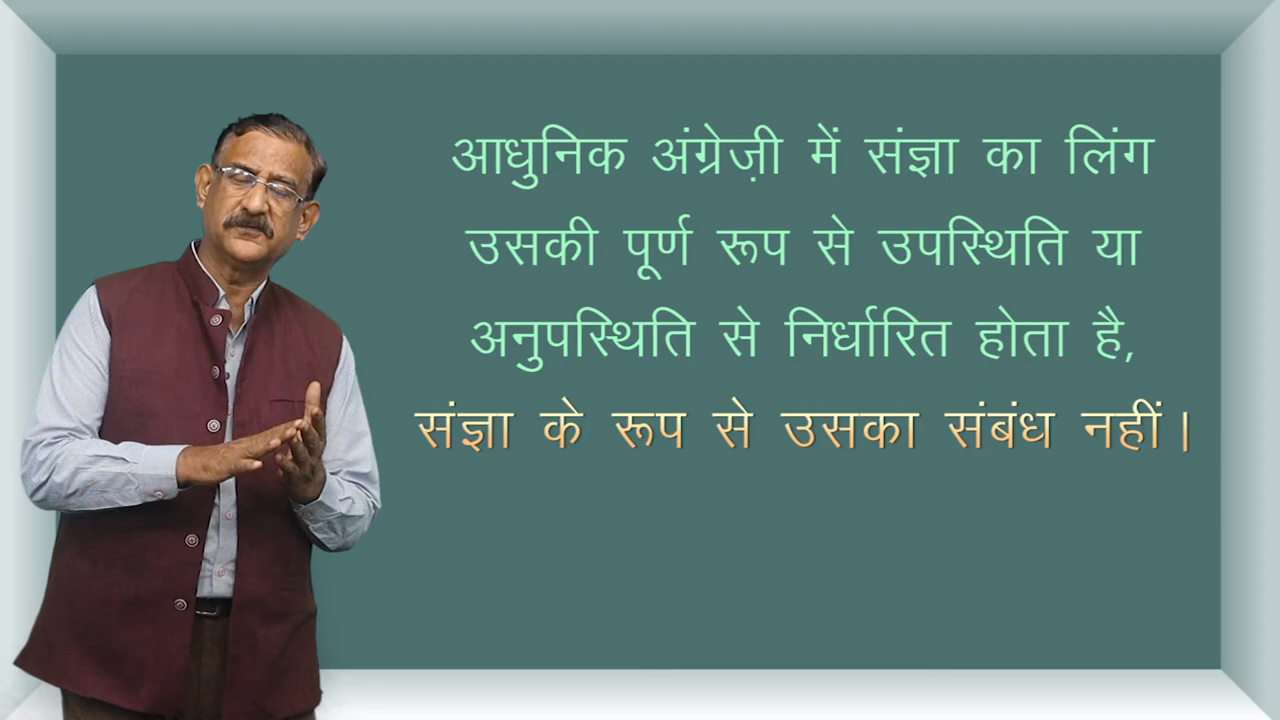 आधुनिक अंग्रेज़ी में संज्ञा का लिंग
उसकी पूर्ण रूप से उपस्थिति या
अनुपस्थिति से निर्धारित होता है,
संज्ञा के रूप से उसका संबंध नहीं।